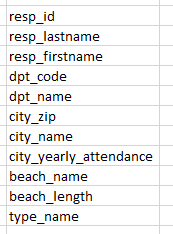 resp_id
resp_lastname
resp_firstname
dpt_code
dpt_name
city_zip
city_name
city_yearly_attendance
beach_name
beach_length
type_name